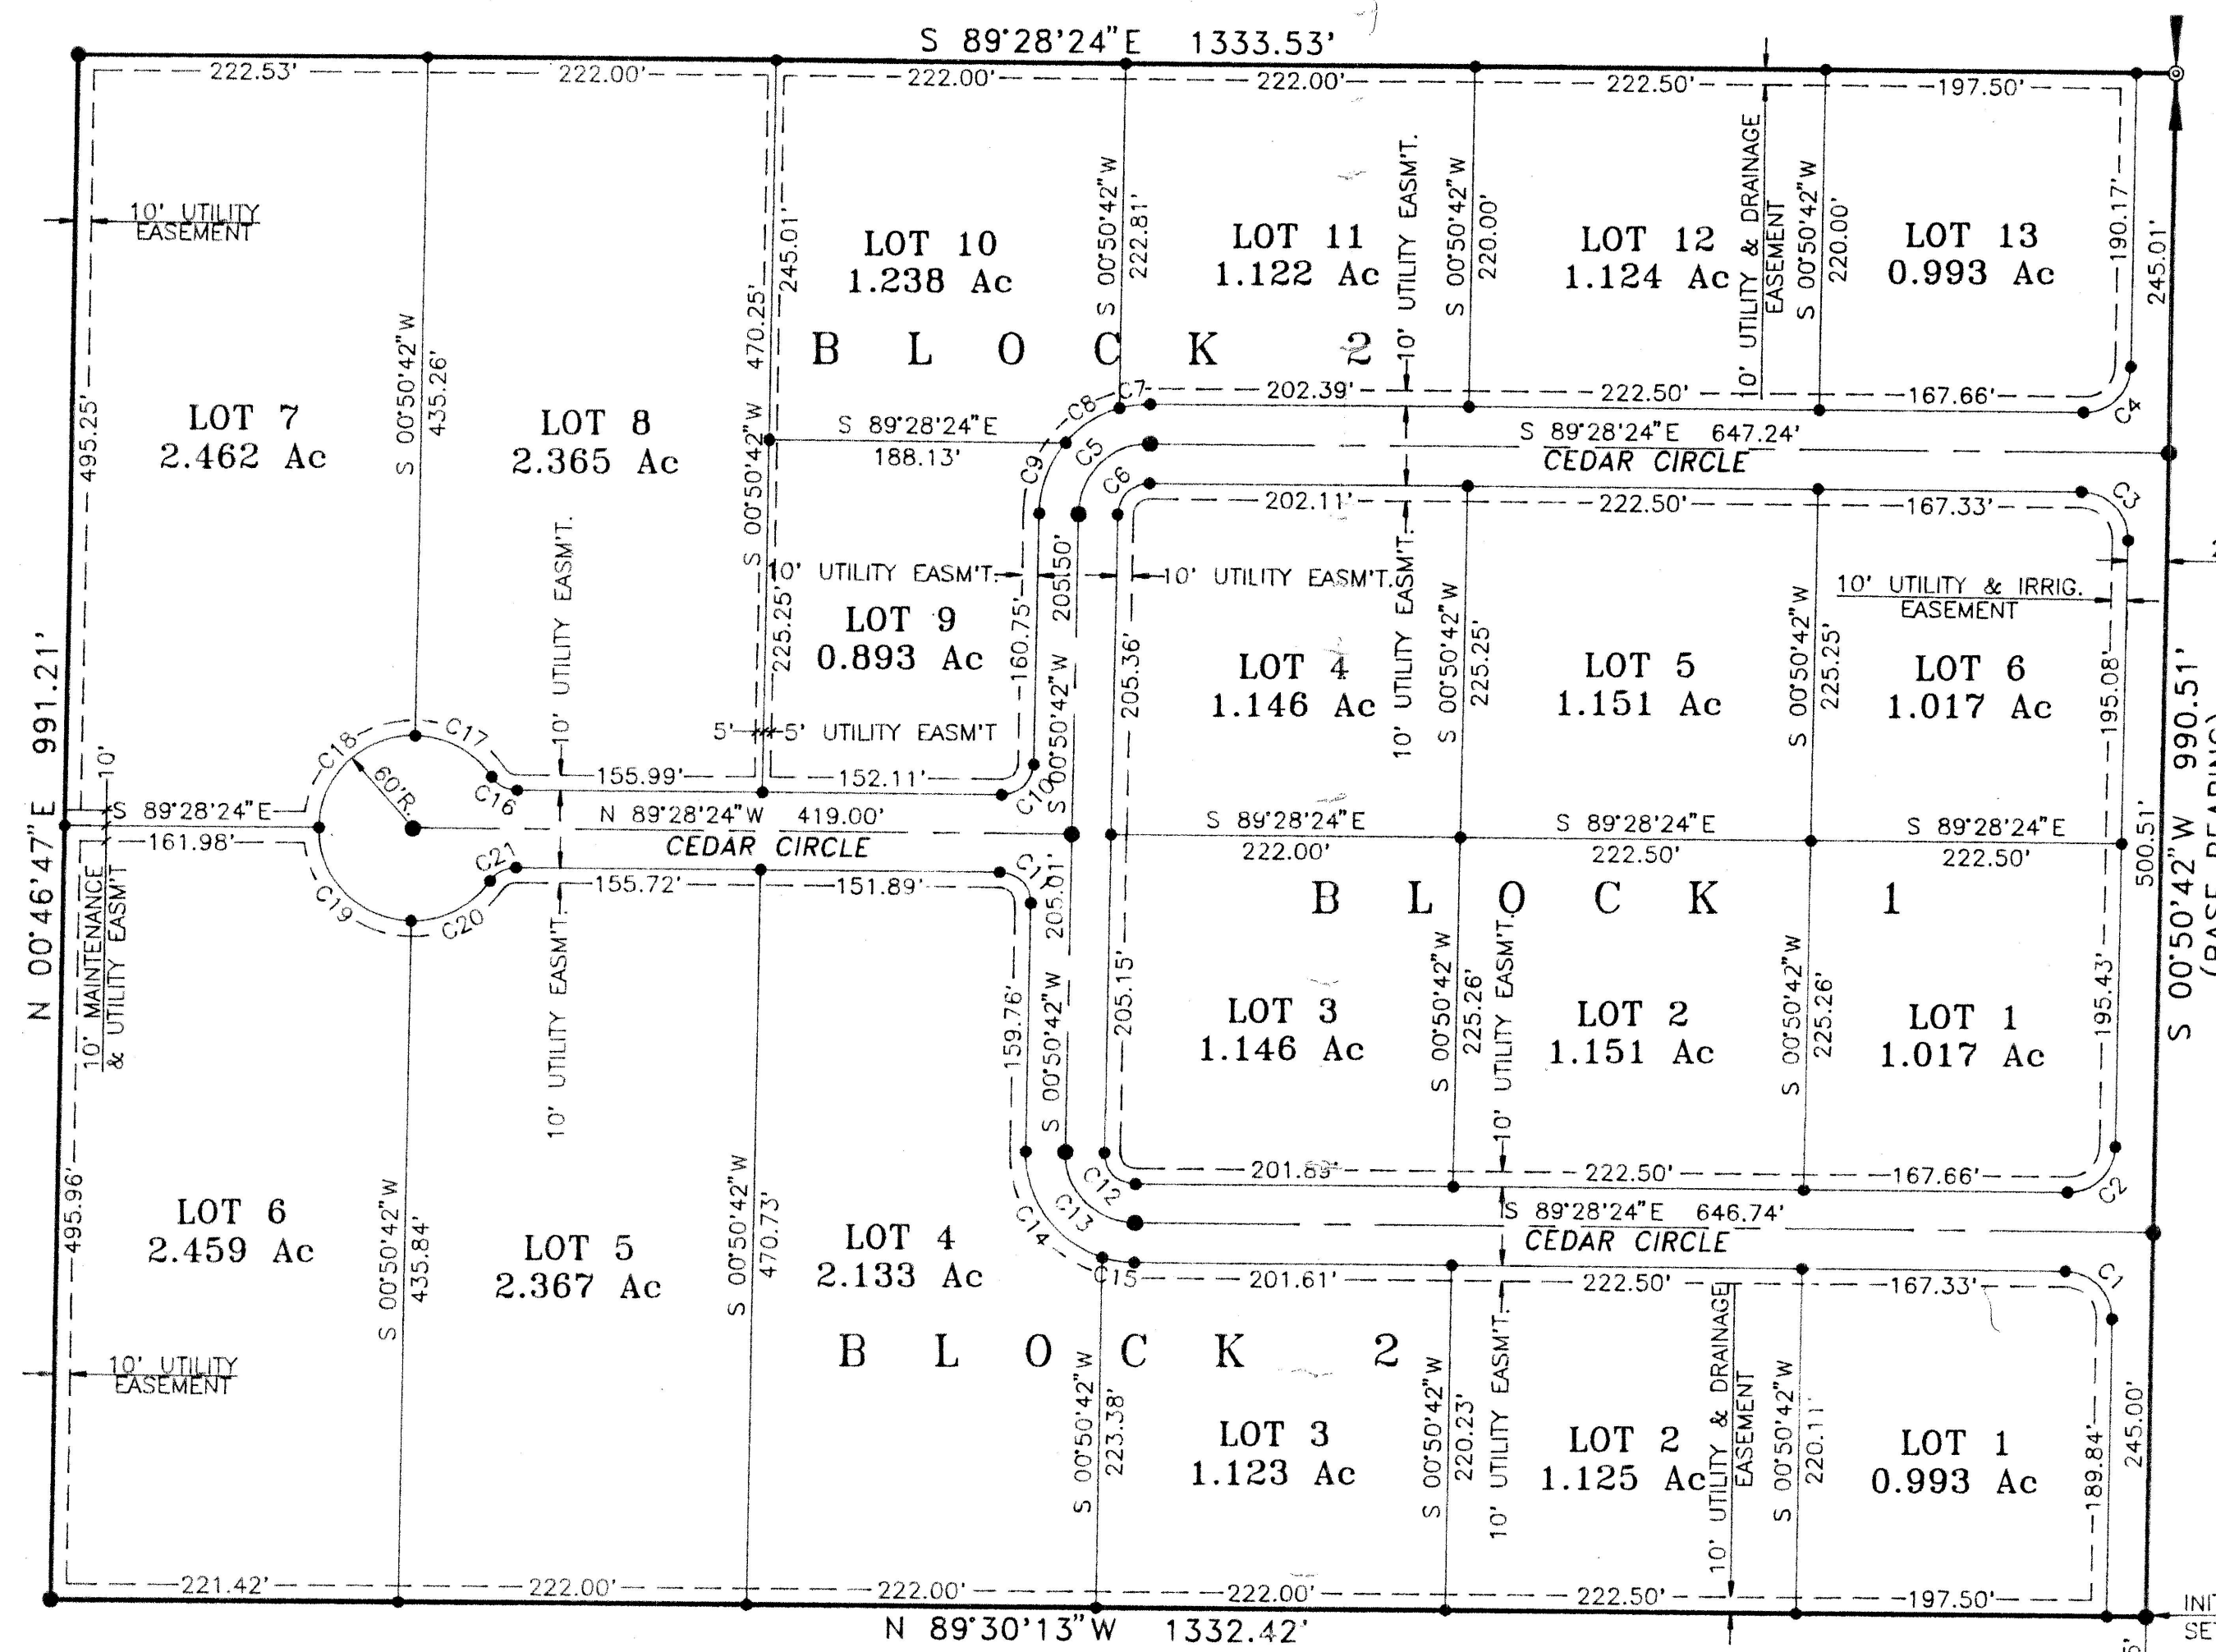 S 89°28'24"E 1333.53'
222.53'
222.00'
222.00'
222.00'
222.50'
197.50'
10' UTILITY
EASEMENT
S 00°50'42"W
435.26'
S 00°50'42"W 470.25'
245.01'
LOT 10
1.238 Ac
S 00°50'42"W
222.81'
LOT 11
1.122 Ac
10' UTILITY EASM'T.
S 00°50'42"W
220.00'
LOT 12
1.124 Ac
10' UTILITY & DRAINAGE
EASEMENT
S 00°50'42"W
220.00'
LOT 13
0.993 Ac
190.17'
245.01'
BLOCK 2
495.25'
LOT 7
2.462 Ac
LOT 8
2.365 Ac
S 89°28'24"E
188.13'
C9
C8
C7
C5
C6
202.39'
222.50'
167.66'
C4
S 89°28'24"E 647.24'
CEDAR CIRCLE
202.11'
222.50'
167.33'
C3
10' UTILITY EASM'T.
10' UTILITY EASM'T.
10' UTILITY EASM'T.
10' UTILITY EASM'T.
10' UTILITY & IRRIG.
EASEMENT
225.25'
LOT 9
0.893 Ac
160.75'
S 00°50'42"W 205.50'
205.36'
LOT 4
1.146 Ac
S 00°50'42"W
225.25'
LOT 5
1.151 Ac
S 00°50'42"W
225.25'
LOT 6
1.017 Ac
195.08'
N 00°46'47"E 991.21'
S 00°50'42"W 990.51'
(BASE BEARING)
5'
5' UTILITY EASM'T
C18
C17
60'R.
C16
155.99'
152.11'
C10
10'
S 89°28'24"E
161.98'
N 89°28'24"W 419.00'
CEDAR CIRCLE
S 89°28'24"E
222.00'
S 89°28'24"E
222.50'
S 89°28'24"E
222.50'
500.51'
C19
C20
C21
155.72'
151.89'
205.01'
10' MAINTENANCE
& UTILITY EASM'T
10' UTILITY EASM'T.
BLOCK 1
159.76'
S 00°50'42"W
205.15'
LOT 3
1.146 Ac
S 00°50'42"W
225.26'
10' UTILITY EASM'T.
LOT 2
1.151 Ac
S 00°50'42"W
225.26'
LOT 1
1.017 Ac
195.43'
495.96'
LOT 6
2.459 Ac
S 00°50'42"W
435.84'
LOT 5
2.367 Ac
S 00°50'42"W
470.73'
LOT 4
2.133 Ac
C12
C13
C14
C15
201.89'
222.50'
167.66'
C2
S 89°28'24"E 646.74'
CEDAR CIRCLE
201.61'
222.50'
167.33'
C1
10' UTILITY
EASEMENT
BLOCK 2
S 00°50'42"W
223.38'
LOT 3
1.123 Ac
S 00°50'42"W
220.23'
10' UTILITY EASM'T.
LOT 2
1.125 Ac
10' UTILITY & DRAINAGE
EASEMENT
S 00°50'42"W
220.11'
LOT 1
0.993 Ac
189.84'
245.00'
221.42'
222.00'
222.00'
222.00'
222.50'
197.50'
N 89°30'13"W 1332.42'